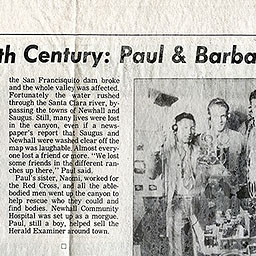 th Century: Paul & Barba
the San Francisquito dam broke
and the whole valley was affected.
Fortunately the water rushed
through the Santa Clara river, by-
passing the towns of Newhall and
Saugus. Still, many lives were lost
in the canyon, even if a news-
paper's report that Saugus and
Newhall were washed clear off the
map was laughable. Almost every-
one lost a friend or more. "We lost
some friends in the different ran-
ches up there," Paul said.
Paul's sister, Naomi, worked for
the Red Cross, and all the able-
bodied men went up the canyon to
help rescue who they could and
find bodies. Newhall Community
Hospital was set up as a morgue.
Paul, still a boy, helped sell the
Herald Examiner around town.